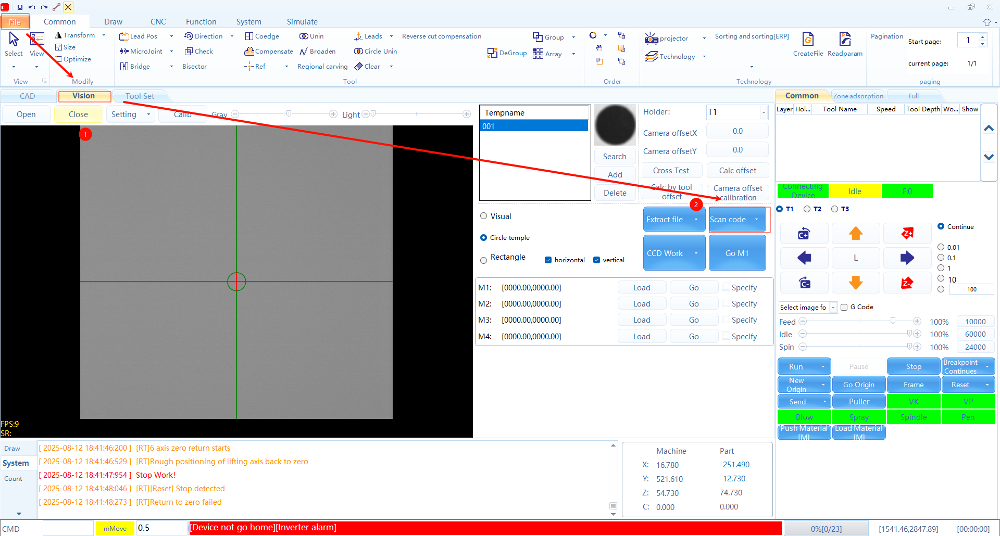 File
Common
Draw
CNC
Function
System
Simulate
Select
View
Transform
Size
Optimize
View
Modify
Lead Pos
MicroJoint
Bridge
Direction
Check
Bisector
Coedge
Compensate
Ref
Unin
Broaden
Regional carving
Leads
Circle Unin
Clear
Reverse cut compensation
DeGroup
Group
Array
Tool
Order
projector
Technology
Sorting and sorting[ERP]
CreateFile
Readparam
Technology
Pagination
Start page:
1
current page:
1/1
paging
CAD
Vision
Tool Set
Open
Close
Setting
Calib
Gray
Light
1
FPS:9
SR:
Tempname
001
Search
Add
Delete
Holder:
T1
Camera offsetX
0.0
Camera offsetY
0.0
Cross Test
Calc offset
Calc by tool
offset
Camera offset
calibration
2
Visual
Circle temple
Rectangle
horizontal
vertical
Extract file
Scan code
CCD Work
Go M1
M1: [0000.00,0000.00] Load Go Specify
M2: [0000.00,0000.00] Load Go Specify
M3: [0000.00,0000.00] Load Go Specify
M4: [0000.00,0000.00] Load Go Specify
Common
Zone adsorption
Full
Layer Hol... Tool Name Speed Tool Depth Wo... Show
Connecting
Device
Idle
F:0
T1 T2 T3
C+
Z+
L
C-
Z-
Continue
0.01
0.1
1
10
100
Select image fo
G Code
Feed 100% 10000
Idle 100% 60000
Spin 100% 24000
Run
Pause
Stop
Breakpoint
Continues
New
Origin
Go Origin
Frame
Reset
Send
Puller
VK
VP
Blow
Spray
Spindle
Pen
Push Material
[M]
Load Material
[M]
Draw
System
Count
[ 2025-08-12 18:41:46:200 ] [RT]6 axis zero return starts
[ 2025-08-12 18:41:46:529 ] [RT]Rough positioning of lifting axis back to zero
[ 2025-08-12 18:41:47:954 ] Stop Work!
[ 2025-08-12 18:41:48:046 ] [RT][Reset] Stop detected
[ 2025-08-12 18:41:48:273 ] [RT]Return to zero failed
Machine Part
X: 16.780 -251.490
Y: 521.610 -12.730
Z: 54.730 74.730
C: 0.000 0.000
CMD
mMove
0.5
[Device not go home][Inverter alarm]
0%[0/23]
[1541.46,2847.89]
[00:00:00]